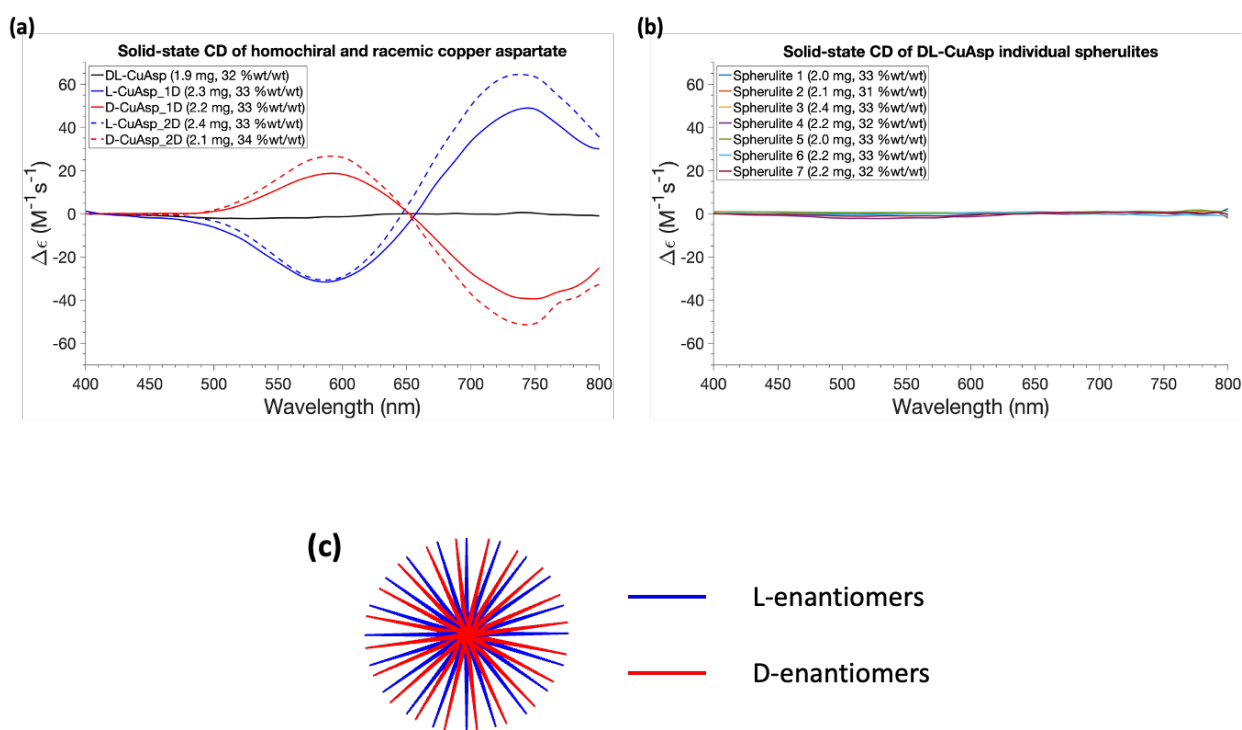 (a)
Solid-state CD of homochiral and racemic copper aspartate
DL-CuAsp (1.9 mg, 32 %wt/wt)
L-CuAsp_1D (2.3 mg, 33 %wt/wt)
D-CuAsp_1D (2.2 mg, 33 %wt/wt)
L-CuAsp_2D (2.4 mg, 33 %wt/wt)
D-CuAsp_2D (2.1 mg, 34 %wt/wt)
60
40
20
0
-20
-40
-60
Δϵ (M⁻¹s⁻¹)
400 450 500 550 600 650 700 750 800
Wavelength (nm)
(b)
Solid-state CD of DL-CuAsp individual spherulites
Spherulite 1 (2.0 mg, 33 %wt/wt)
Spherulite 2 (2.1 mg, 31 %wt/wt)
Spherulite 3 (2.4 mg, 33 %wt/wt)
Spherulite 4 (2.2 mg, 32 %wt/wt)
Spherulite 5 (2.0 mg, 33 %wt/wt)
Spherulite 6 (2.2 mg, 33 %wt/wt)
Spherulite 7 (2.2 mg, 32 %wt/wt)
60
40
20
0
-20
-40
-60
Δϵ (M⁻¹s⁻¹)
400 450 500 550 600 650 700 750 800
Wavelength (nm)
(c)
L-enantiomers
D-enantiomers